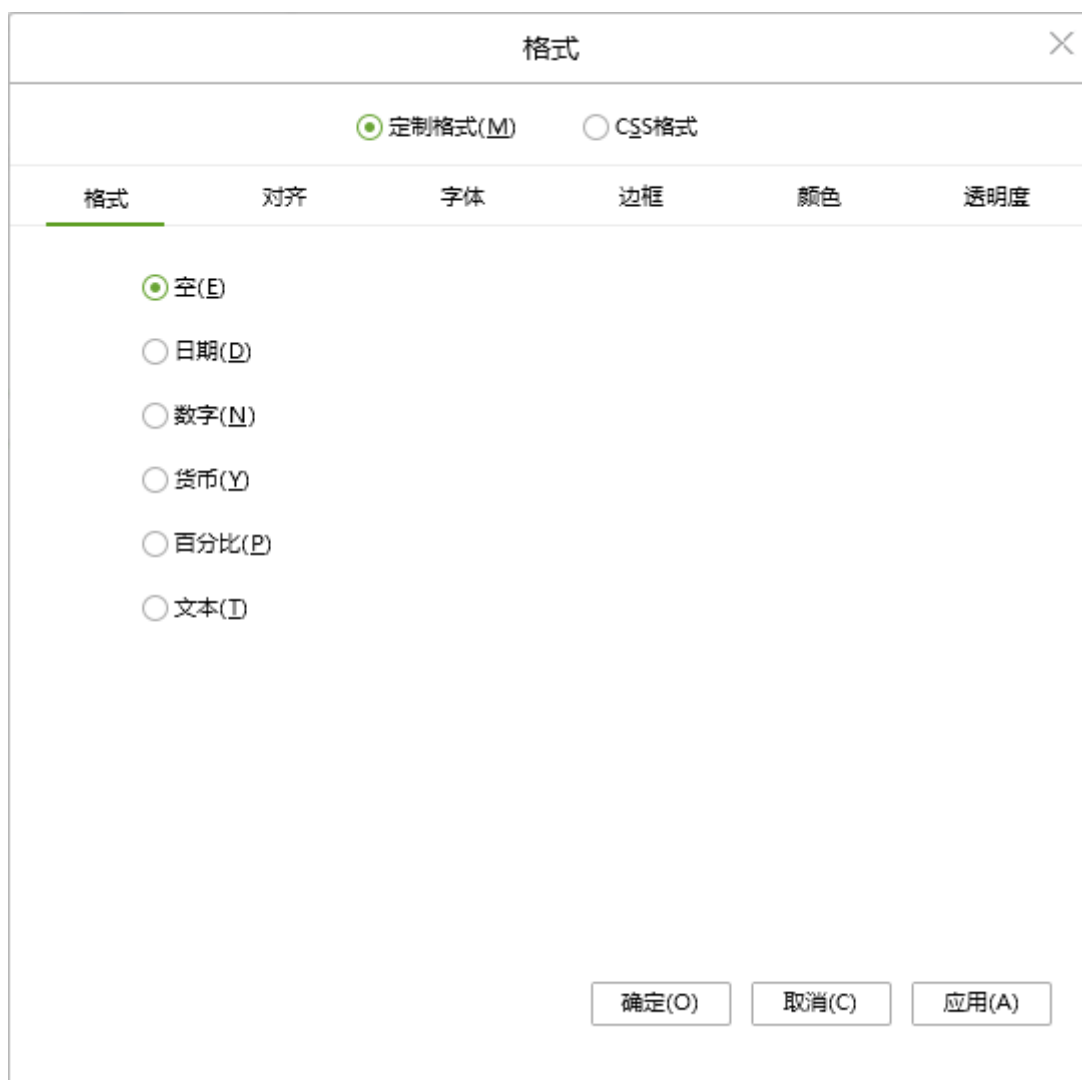 格式
定制格式(M) CSS格式
格式 对齐 字体 边框 颜色 透明度
空(E)
日期(D)
数字(N)
货币(Y)
百分比(P)
文本(T)
确定(O) 取消(C) 应用(A)